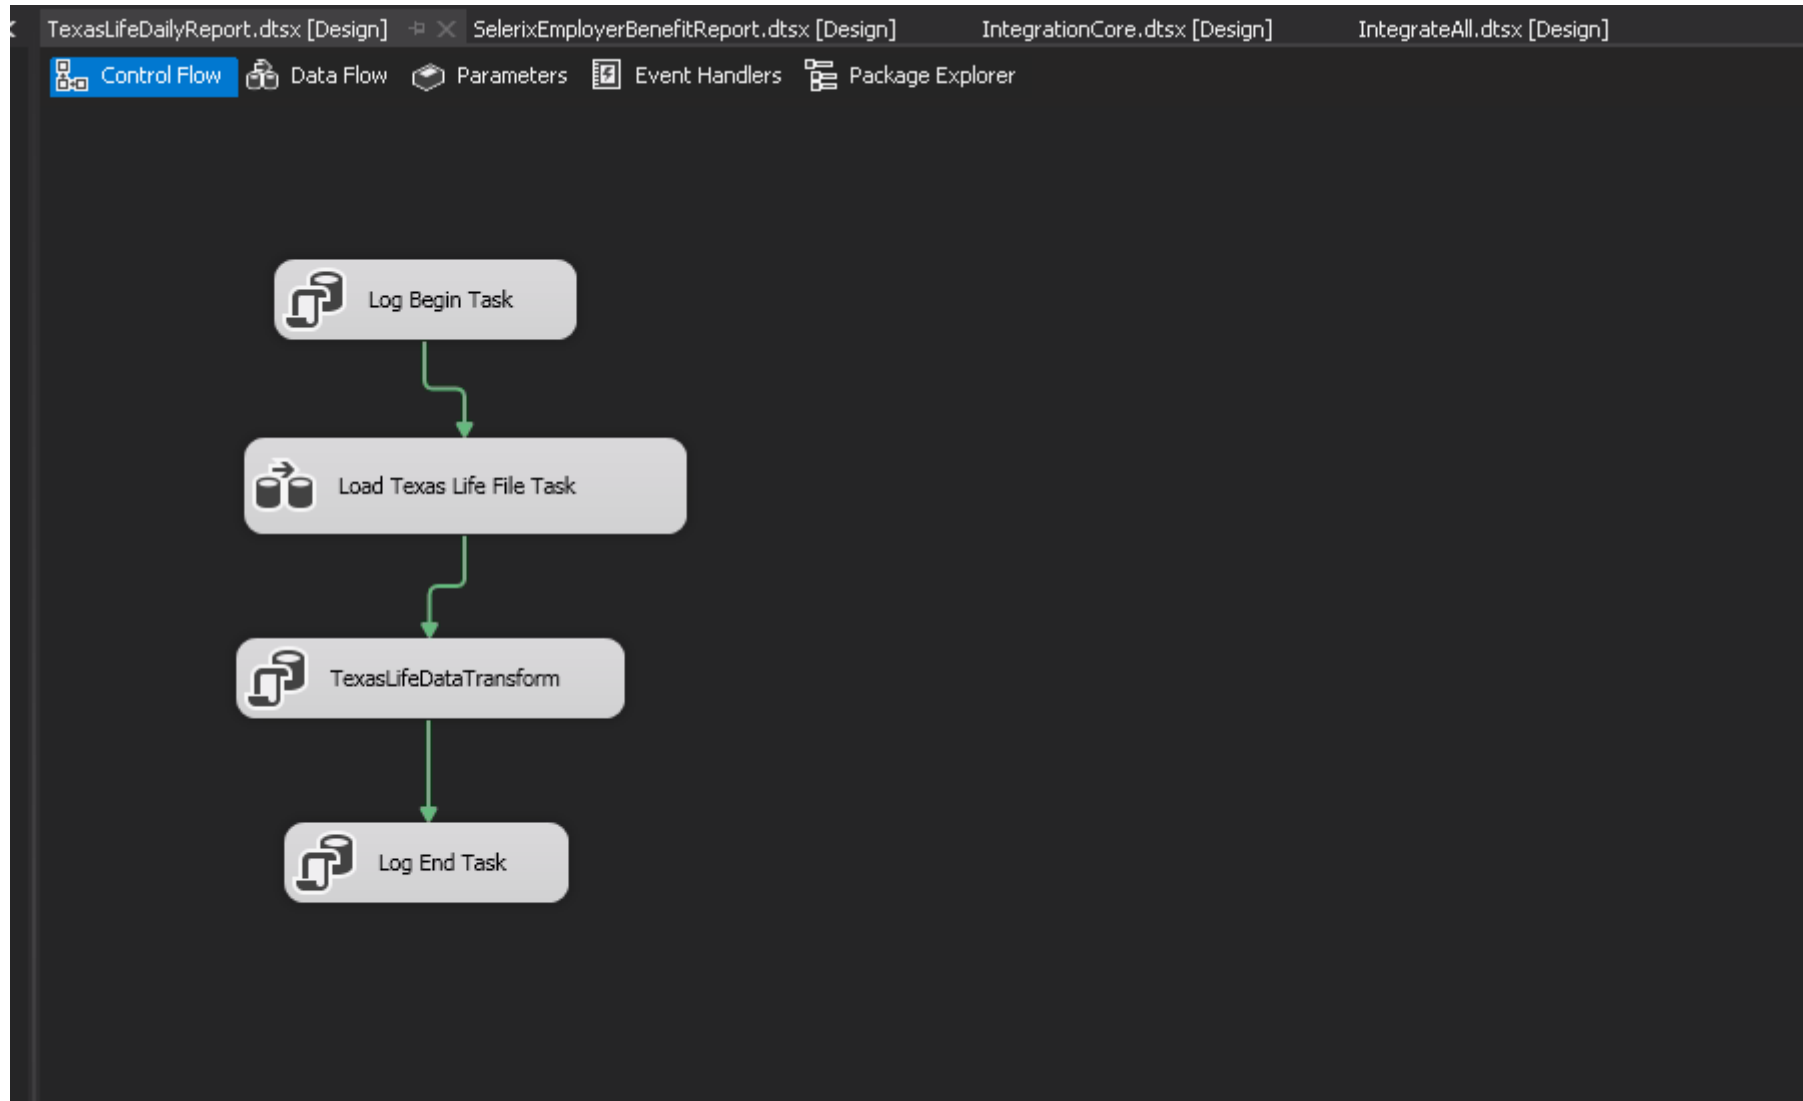 TexasLifeDailyReport.dtsx [Design] SelerixEmployerBenefitReport.dtsx [Design] IntegrationCore.dtsx [Design] IntegrateAll.dtsx [Design]
Control Flow Data Flow Parameters Event Handlers Package Explorer
Log Begin Task
Load Texas Life File Task
TexasLifeDataTransform
Log End Task